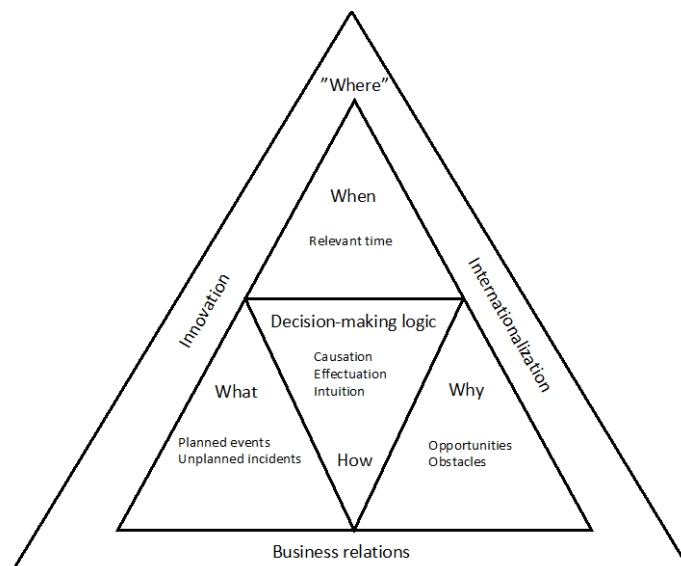 ”Where”
When
Relevant time
Innovation
Internationalization
Decision-making logic
Causation
Effectuation
Intuition
What
Why
Planned events
Unplanned incidents
How
Opportunities
Obstacles
Business relations